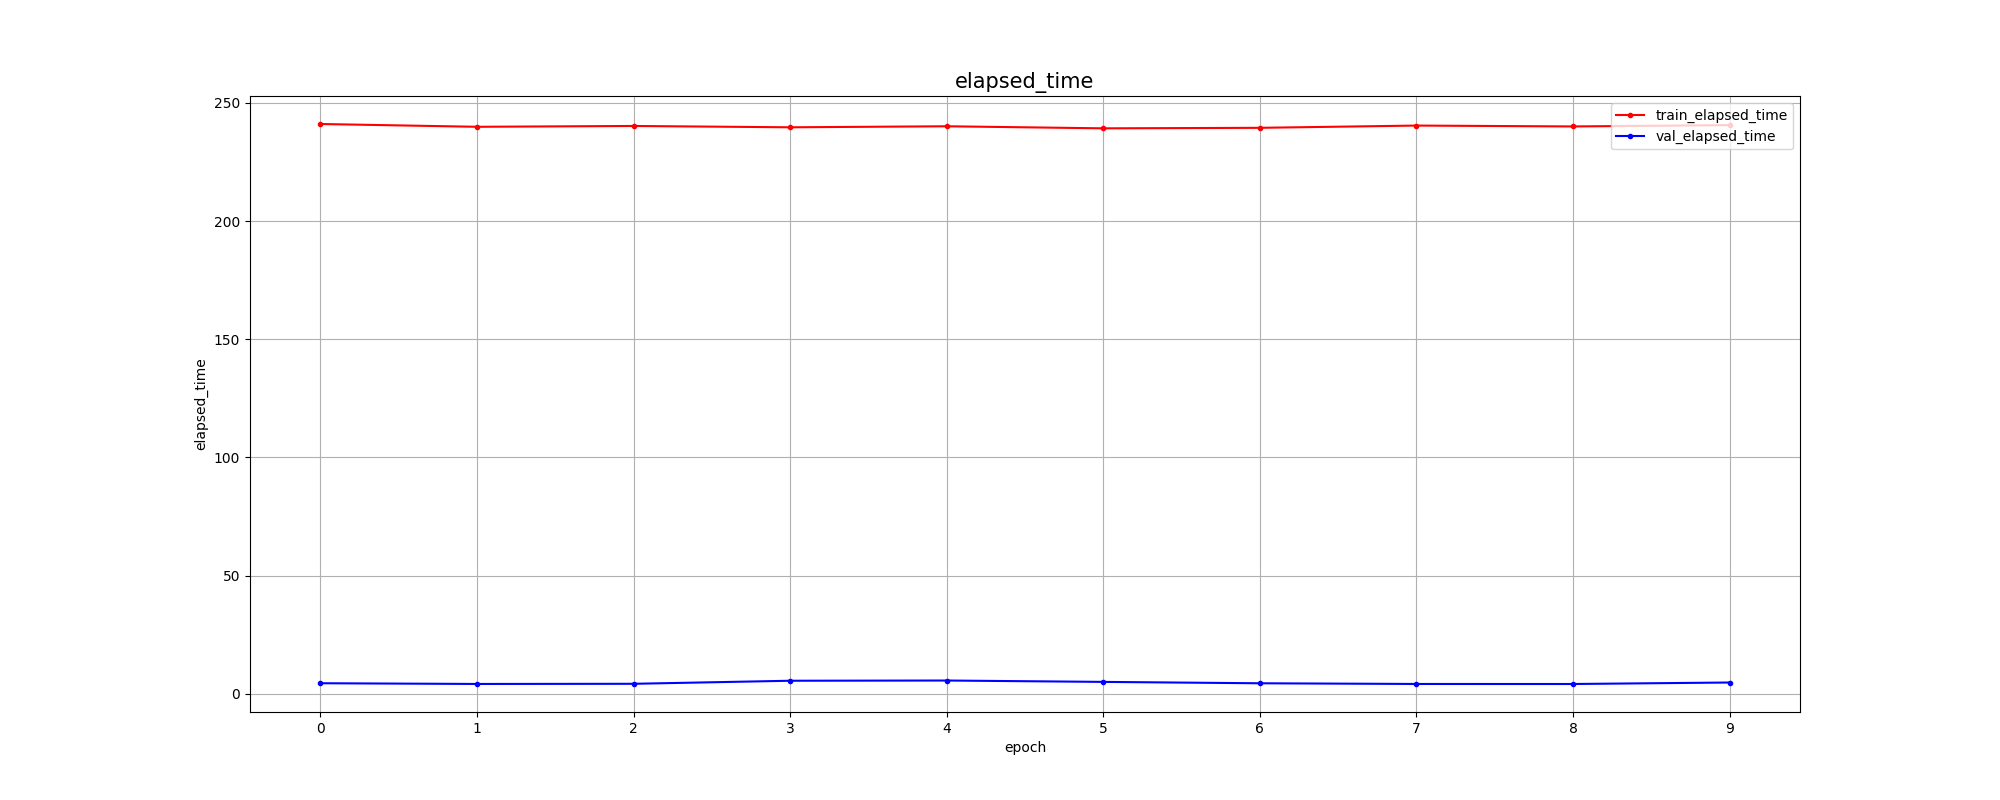 elapsed_time
250
200
150
100
50
0
elapsed_time
train_elapsed_time
val_elapsed_time
0 1 2 3 4 5 6 7 8 9
epoch